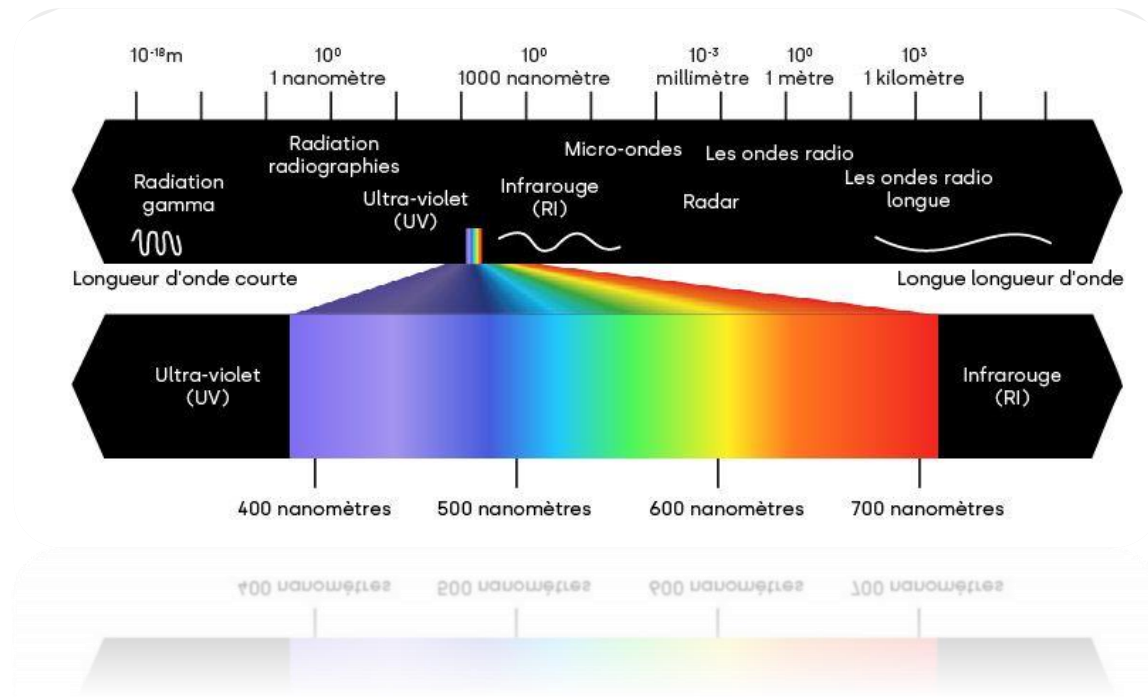 10⁻¹⁸m
10⁰
1 nanomètre
10⁰
1000 nanomètre
10⁻³
millimètre
10⁰
1 mètre
10³
1 kilomètre
Radiation
gamma
Radiation
radiographies
Ultra-violet
(UV)
Infrarouge
(RI)
Micro-ondes
Radar
Les ondes radio
Les ondes radio
longue
Longueur d'onde courte
Longue longueur d'onde
Ultra-violet
(UV)
Infrarouge
(RI)
400 nanomètres
500 nanomètres
600 nanomètres
700 nanomètres